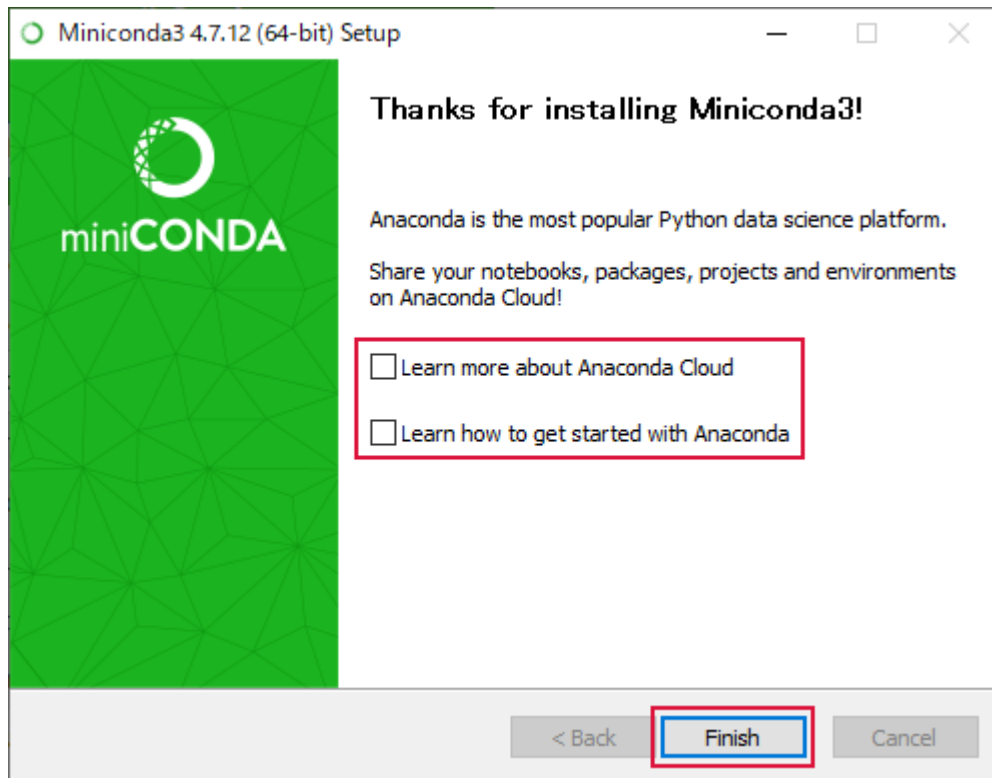 Miniconda3 4.7.12 (64-bit) Setup
miniCONDA
Thanks for installing Miniconda3!
Anaconda is the most popular Python data science platform.
Share your notebooks, packages, projects and environments
on Anaconda Cloud!
Learn more about Anaconda Cloud
Learn how to get started with Anaconda
< Back
Finish
Cancel